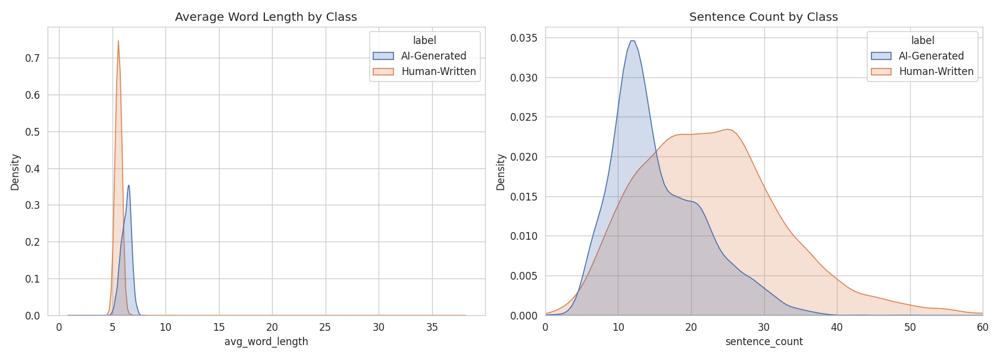 Average Word Length by Class
label
AI-Generated
Human-Written
Density
0.7
0.6
0.5
0.4
0.3
0.2
0.1
0.0
0 5 10 15 20 25 30 35
avg_word_length
Sentence Count by Class
label
AI-Generated
Human-Written
Density
0.035
0.030
0.025
0.020
0.015
0.010
0.005
0.000
0 10 20 30 40 50 60
sentence_count